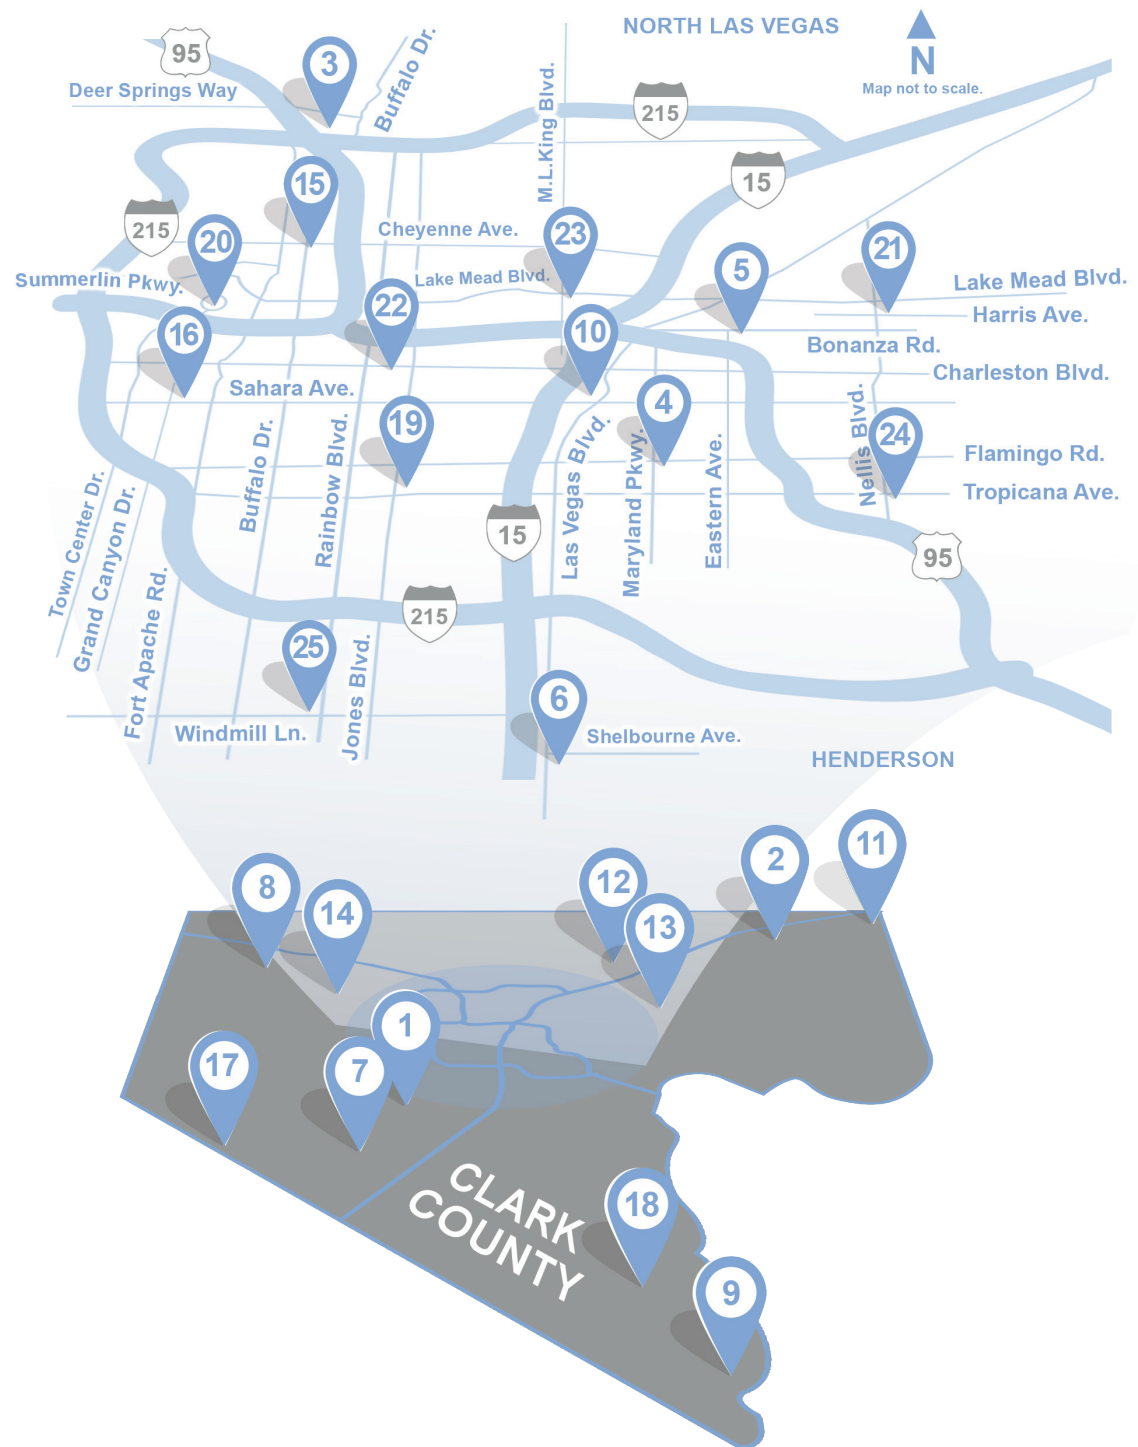 NORTH LAS VEGAS
N
Map not to scale.
95
3
Deer Springs Way
Buffalo Dr.
M.L.King Blvd.
215
15
15
215
20
Cheyenne Ave.
23
5
21
Summerlin Pkwy.
Lake Mead Blvd.
Lake Mead Blvd.
22
10
Harris Ave.
16
Bonanza Rd.
Sahara Ave.
Charleston Blvd.
19
4
24
Nellis Blvd.
Flamingo Rd.
Tropicana Ave.
Town Center Dr.
Grand Canyon Dr.
Fort Apache Rd.
Buffalo Dr.
Rainbow Blvd.
15
Las Vegas Blvd.
Maryland Pkwy.
Eastern Ave.
95
215
25
Jones Blvd.
6
Windmill Ln.
Shelbourne Ave.
HENDERSON
8
14
12
13
2
11
1
17
7
CLARK
COUNTY
18
9